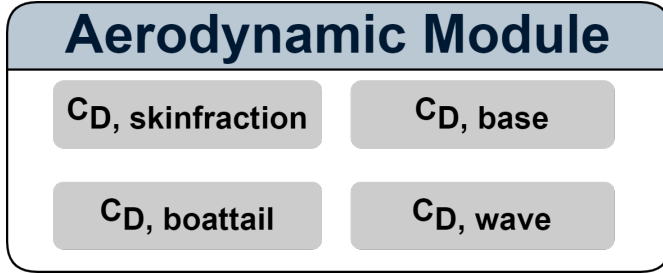 Aerodynamic Module
CD, skinfraction
CD, base
CD, boattail
CD, wave